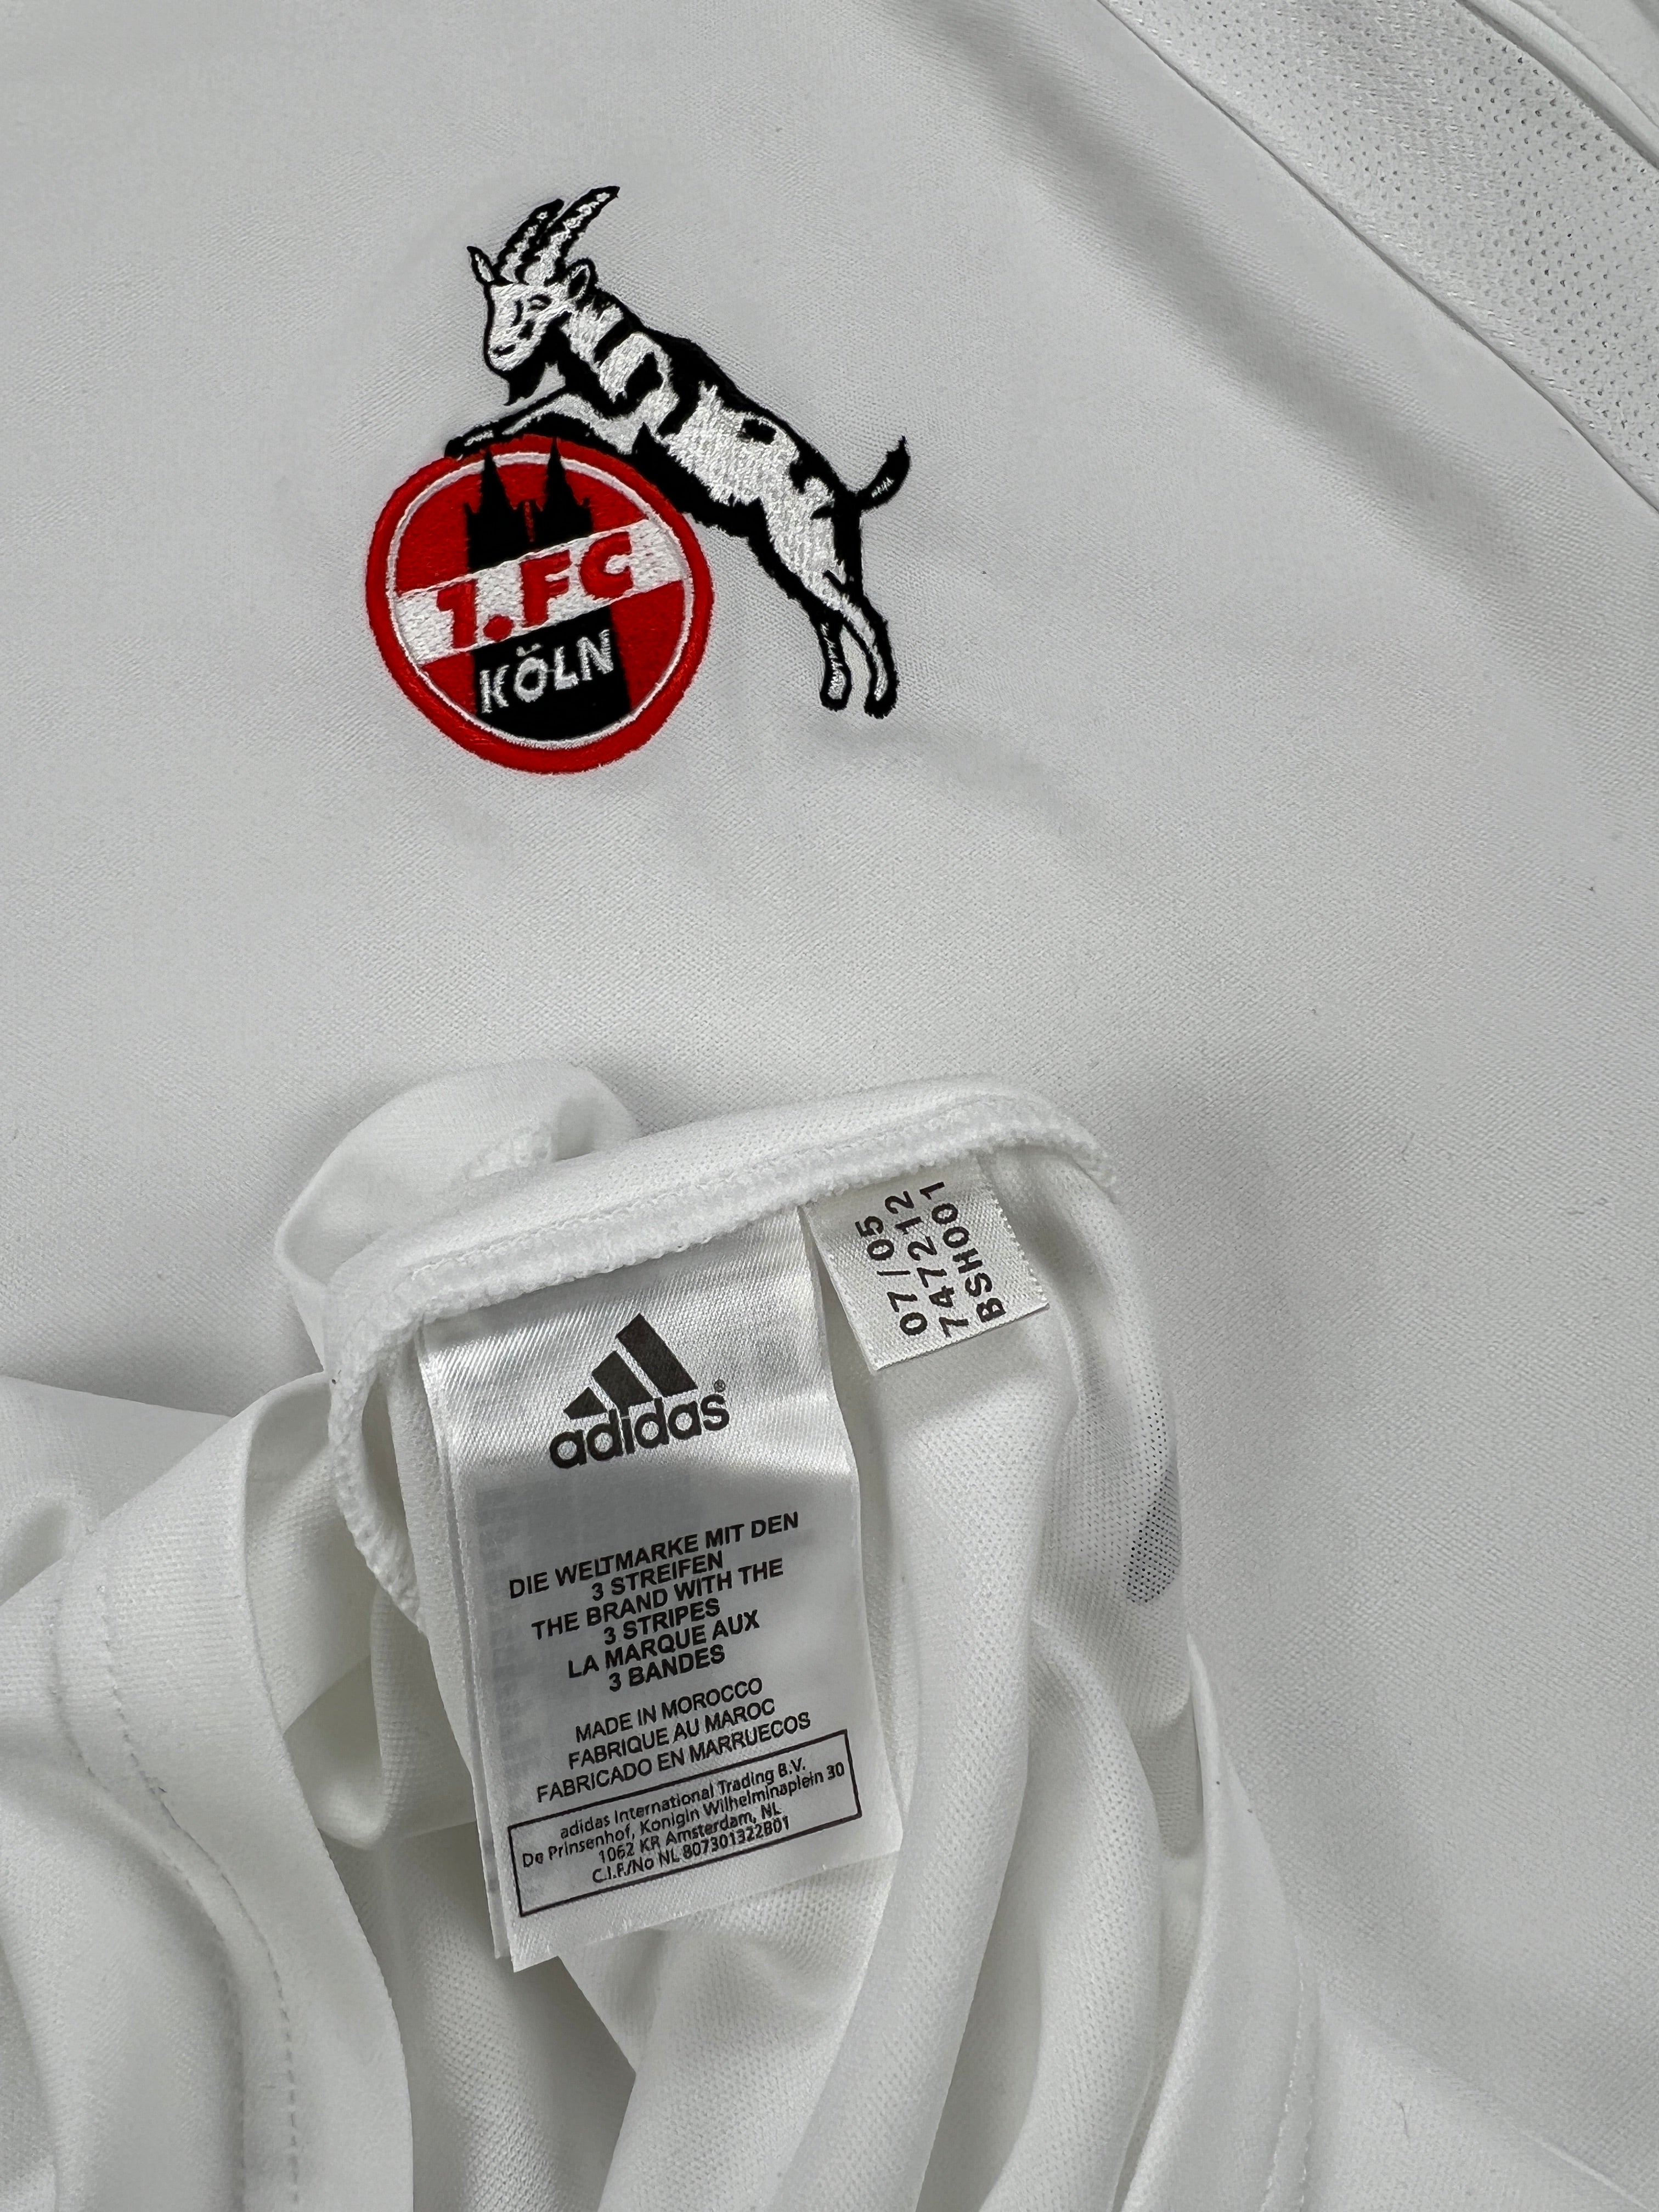 1.FC
KÖLN
07/05
747212
BSH001
adidas®
DIE WELTMARKE MIT DEN
3 STREIFEN
THE BRAND WITH THE
3 STRIPES
LA MARQUE AUX
3 BANDES
MADE IN MOROCCO
FABRIQUE AU MAROC
FABRICADO EN MARRUECOS
adidas International Trading B.V.
De Prinsenhof, Konigin Wilhelminaplein 30
1062 KR Amsterdam, NL
C.I.F./No NL 807301322B01